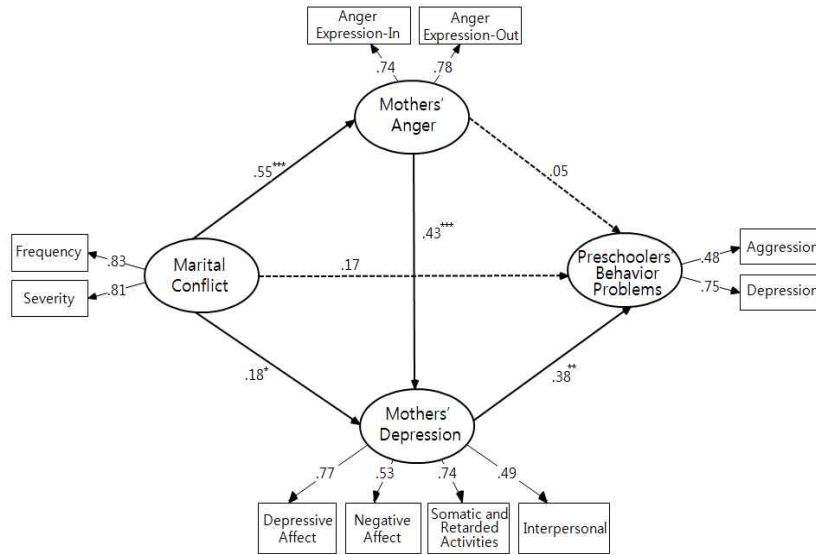 Anger
Expression-In
Anger
Expression-Out
.74
.78
Mothers'
Anger
.55***
.05
.43***
Frequency
Severity
.83
.81
Marital
Conflict
.17
Preschoolers
Behavior
Problems
.48
.75
Aggression
Depression
.18*
.38**
Mothers'
Depression
.77
.53
.74
.49
Depressive
Affect
Negative
Affect
Somatic and
Retarded
Activities
Interpersonal